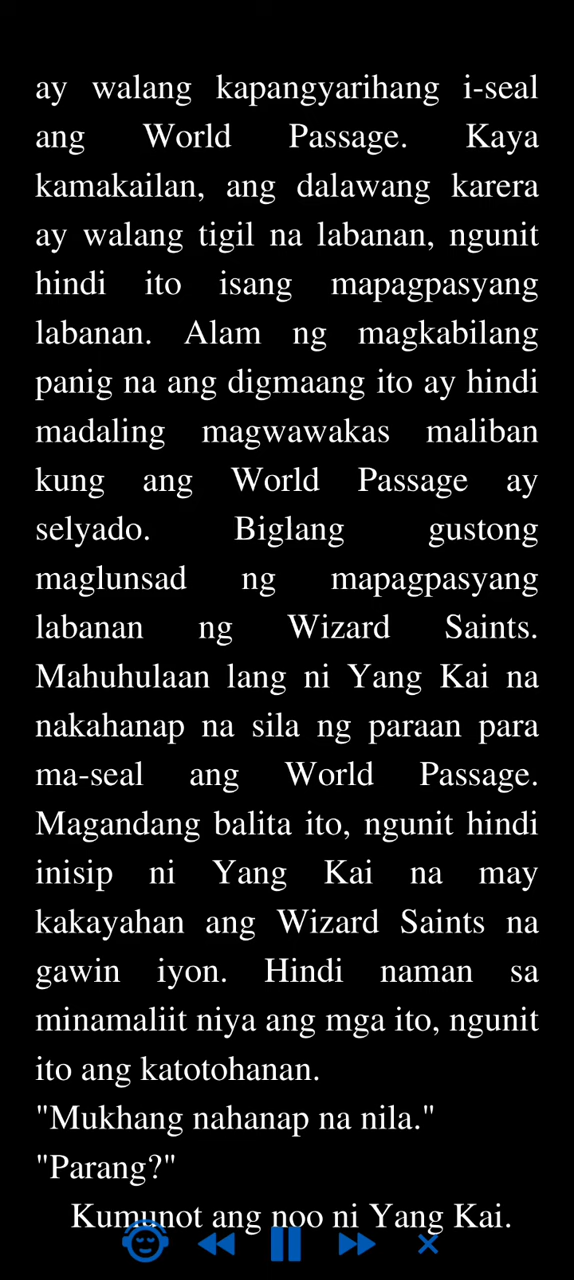 ay walang kapangyarihang i-seal
ang World Passage. Kaya
kamakailan, ang dalawang karera
ay walang tigil na labanan, ngunit
hindi ito isang mapagpasyang
labanan. Alam ng magkabilang
panig na ang digmaang ito ay hindi
madaling magwawakas maliban
kung ang World Passage ay
selyado. Biglang gustong
maglunsad ng mapagpasyang
labanan ng Wizard Saints.
Mahuhulaan lang ni Yang Kai na
nakahanap na sila ng paraan para
ma-seal ang World Passage.
Magandang balita ito, ngunit hindi
inisip ni Yang Kai na may
kakayahan ang Wizard Saints na
gawin iyon. Hindi naman sa
minamaliit niya ang mga ito, ngunit
ito ang katotohanan.
"Mukhang nahanap na nila."
"Parang?"
Kumunot ang noo ni Yang Kai.